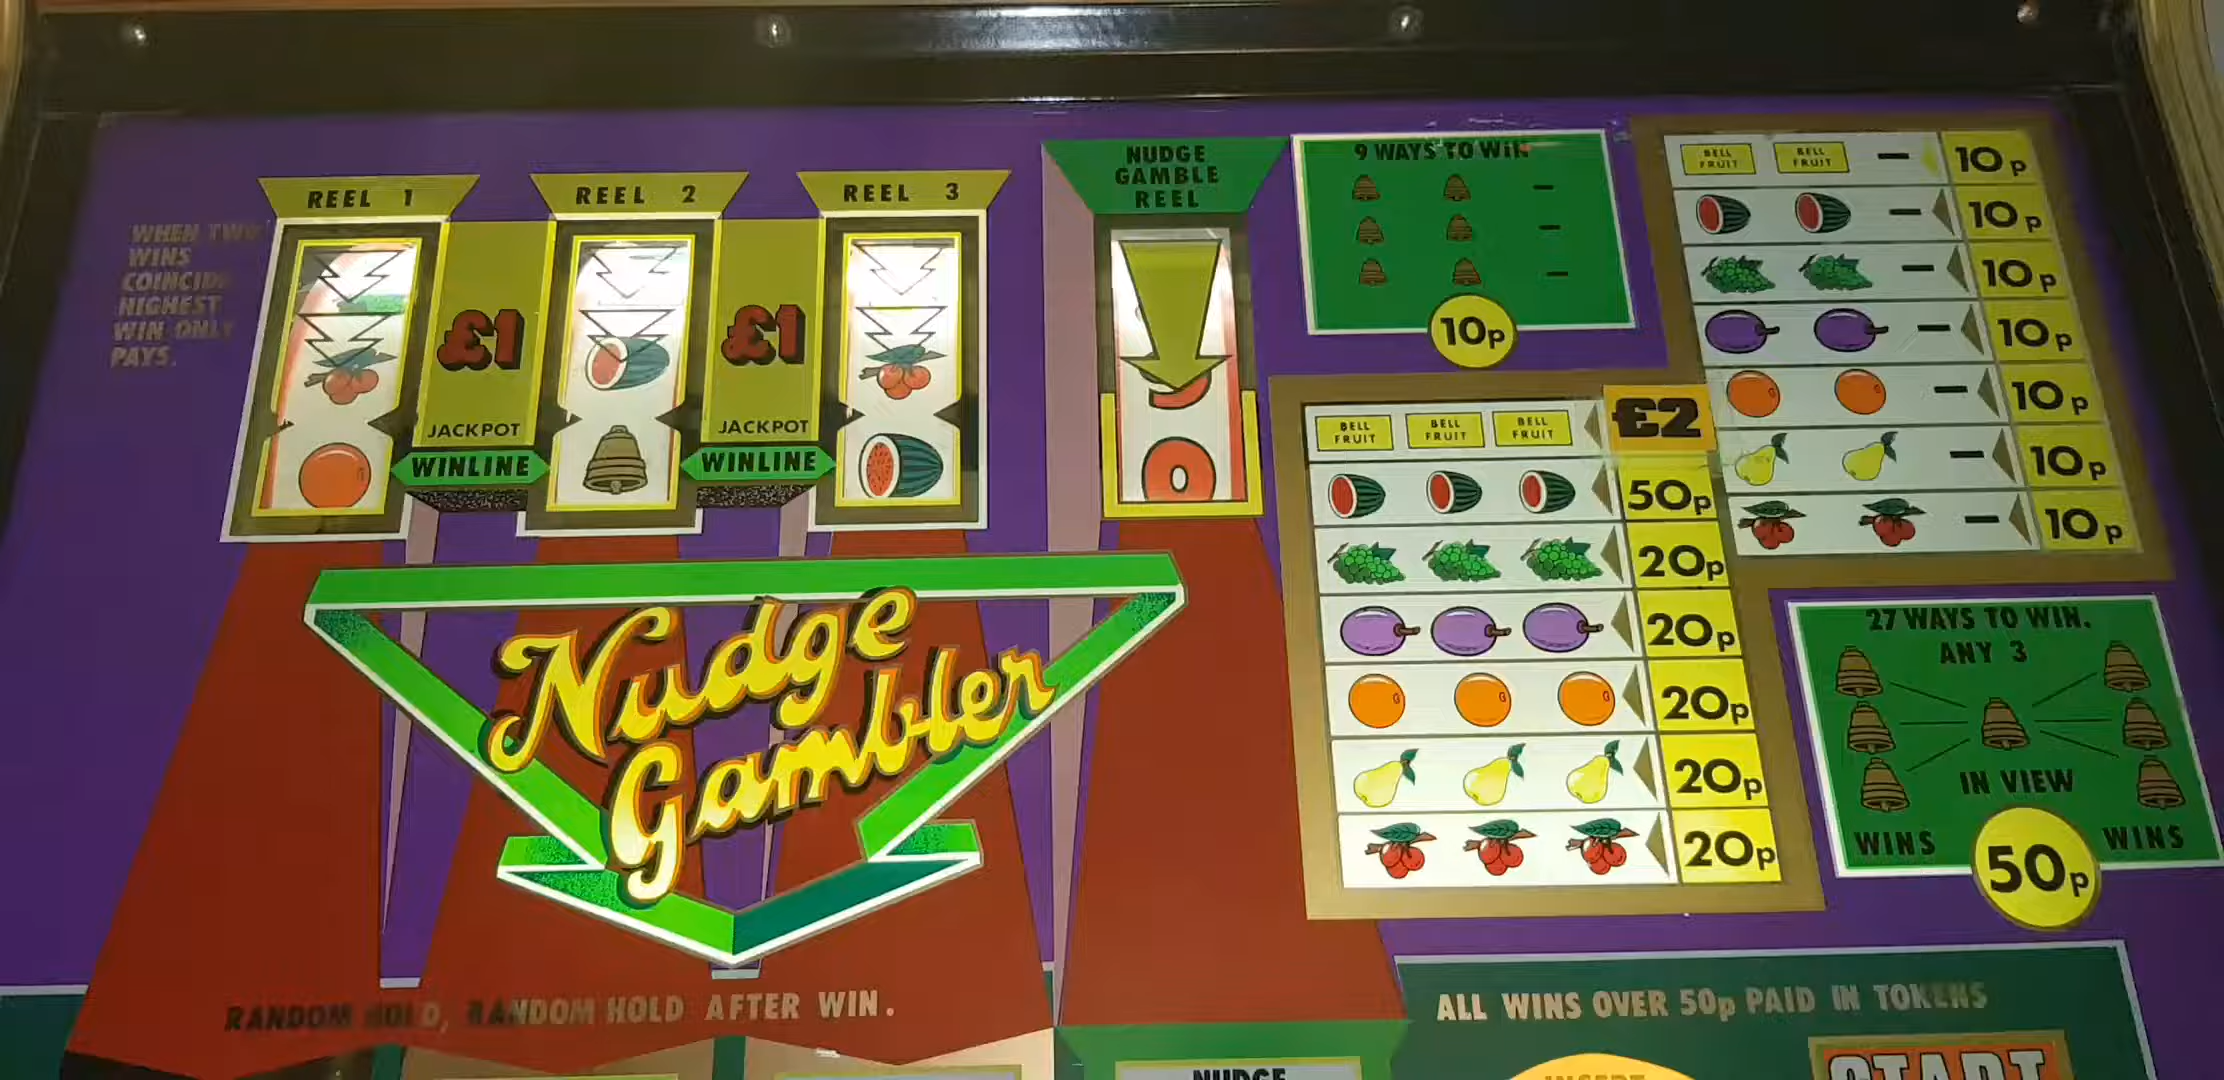 WHEN TWO
WINS
COINCIDE
HIGHEST
WIN ONLY
PAYS.
REEL 1
REEL 2
REEL 3
£1
JACKPOT
WINLINE
£1
JACKPOT
WINLINE
NUDGE
GAMBLE
REEL
0
9 WAYS TO WIN
10p
BELL FRUIT
BELL FRUIT
10p
10p
10p
10p
10p
10p
10p
BELL FRUIT
BELL FRUIT
BELL FRUIT
£2
50p
20p
20p
20p
20p
20p
27 WAYS TO WIN.
ANY 3
IN VIEW
WINS
WINS
50p
Nudge
Gambler
RANDOM HOLD, RANDOM HOLD AFTER WIN.
ALL WINS OVER 50p PAID IN TOKENS
NUDGE
INSERT
START